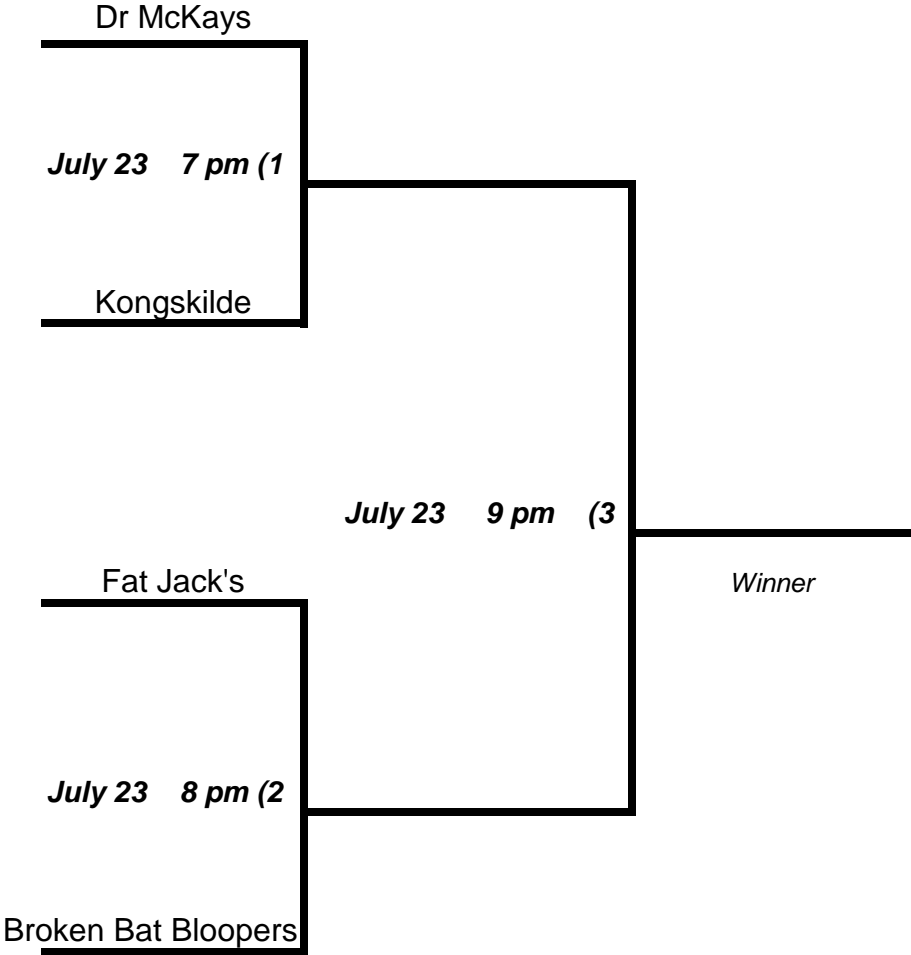 Dr McKays
July 23 7 pm (1
Kongskilde
July 23 9 pm (3
Fat Jack's
Winner
July 23 8 pm (2
Broken Bat Bloopers